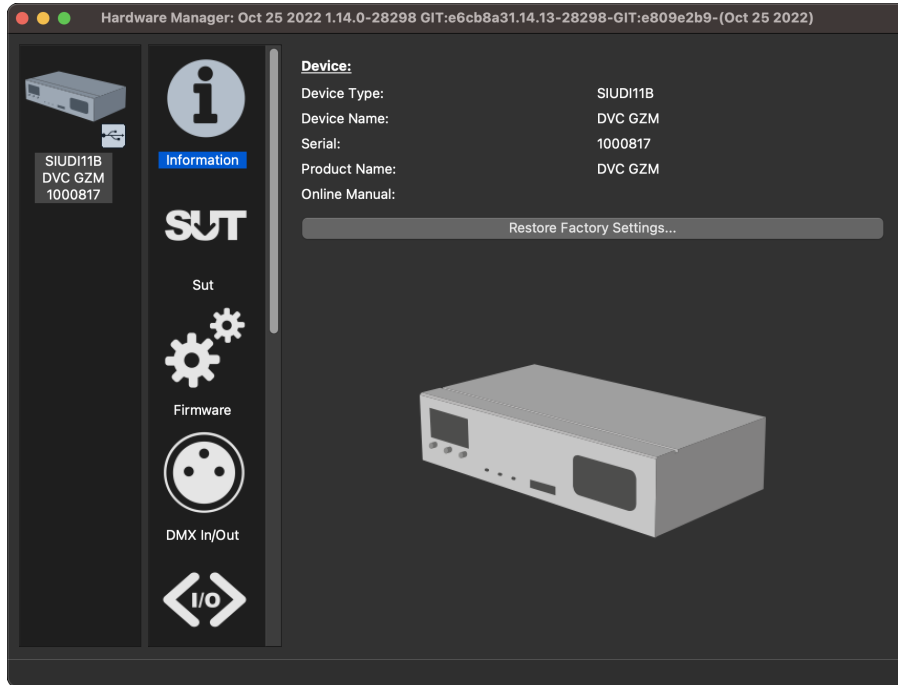 Hardware Manager: Oct 25 2022 1.14.0-28298 GIT:e6cb8a31.14.13-28298-GIT:e809e2b9-(Oct 25 2022)
SIUDI11B
DVC GZM
1000817
Information
SUT
Sut
Firmware
DMX In/Out
I/O
Device:
Device Type: SIUDI11B
Device Name: DVC GZM
Serial: 1000817
Product Name: DVC GZM
Online Manual:
Restore Factory Settings...